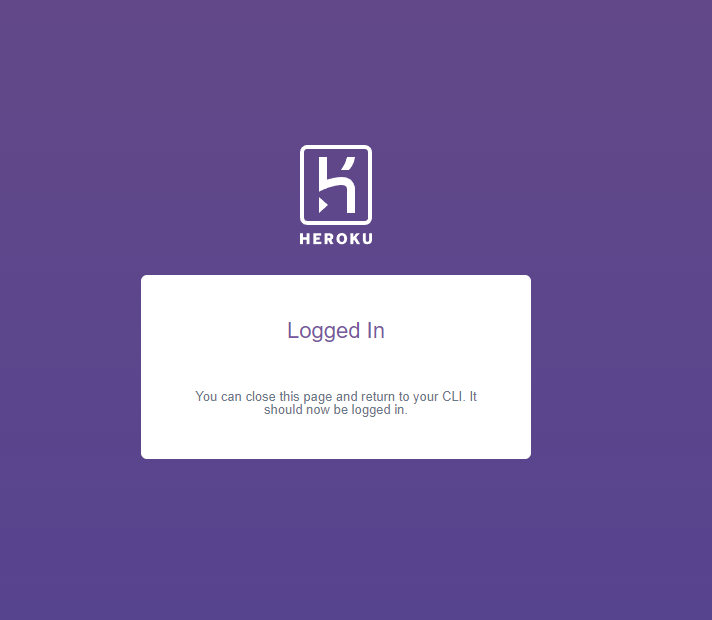 HEROKU
Logged In
You can close this page and return to your CLI. It
should now be logged in.